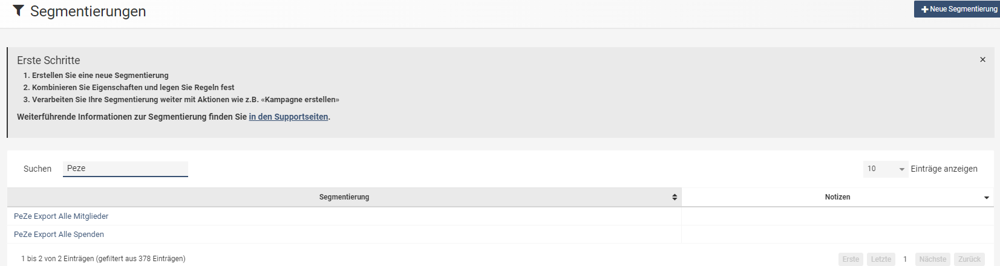 Segmentierungen
Neue Segmentierung
Erste Schritte
1. Erstellen Sie eine neue Segmentierung
2. Kombinieren Sie Eigenschaften und legen Sie Regeln fest
3. Verarbeiten Sie Ihre Segmentierung weiter mit Aktionen wie z.B. «Kampagne erstellen»
Weiterführende Informationen zur Segmentierung finden Sie in den Supportseiten.
Suchen Peze 10 Einträge anzeigen
Segmentierung Notizen
PeZe Export Alle Mitglieder
PeZe Export Alle Spenden
1 bis 2 von 2 Einträgen (gefiltert aus 378 Einträgen) Erste Letzte 1 Nächste Zurück